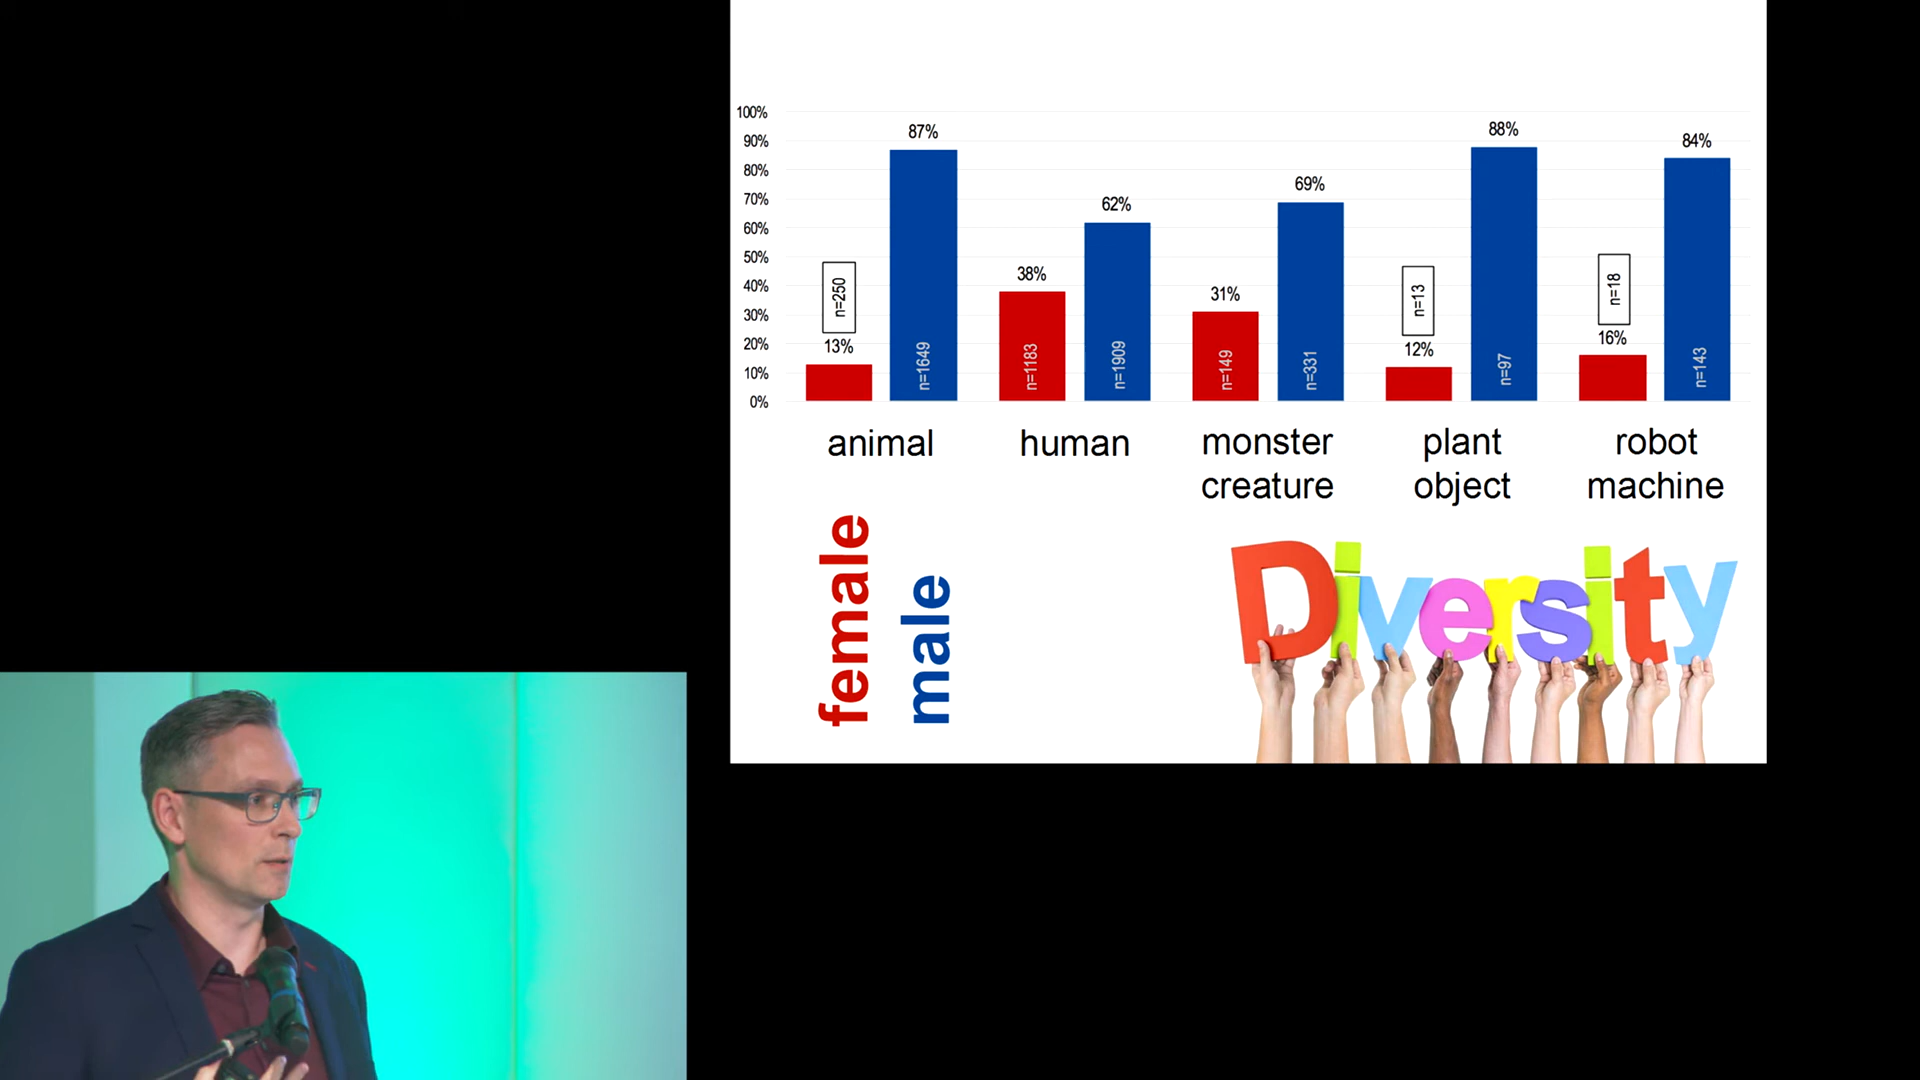 100%
90%
80%
70%
60%
50%
40%
30%
20%
10%
0%
13%
n=250
87%
n=1649
38%
n=1183
62%
n=1909
31%
n=149
69%
n=331
12%
n=13
88%
n=97
16%
n=18
84%
n=143
animal
human
monster
creature
plant
object
robot
machine
female
male
Diversity